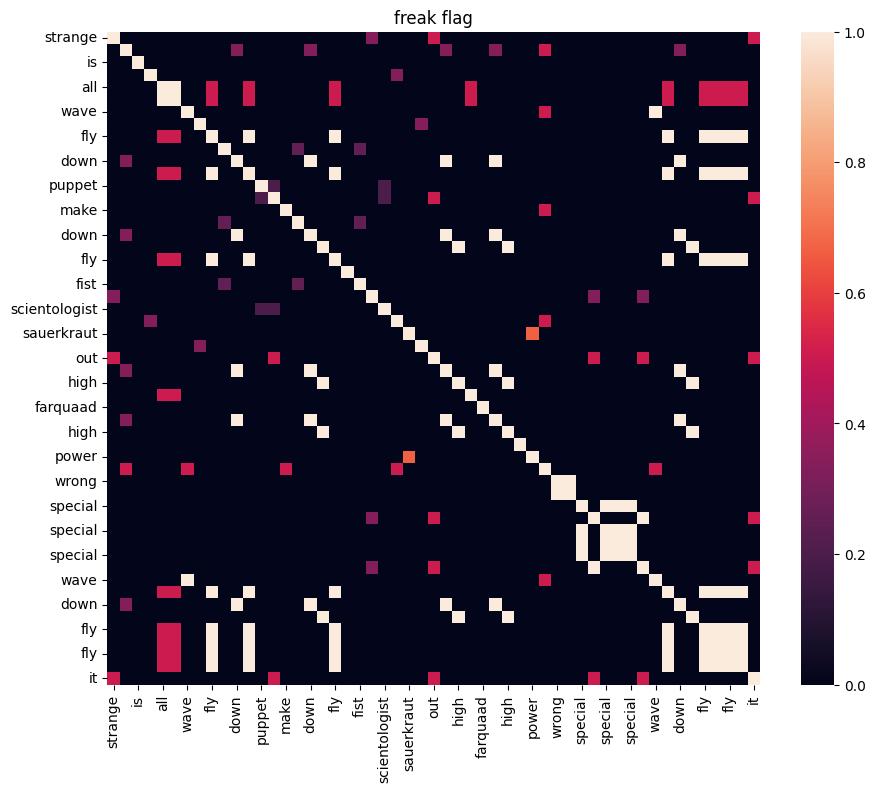 freak flag
strange
is
all
wave
fly
down
puppet
make
down
fly
fist
scientologist
sauerkraut
out
high
farquaad
high
power
wrong
special
special
special
wave
down
fly
fly
it
strange
is
all
wave
fly
down
puppet
make
down
fly
fist
scientologist
sauerkraut
out
high
farquaad
high
power
wrong
special
special
special
wave
down
fly
fly
it
1.0
0.8
0.6
0.4
0.2
0.0